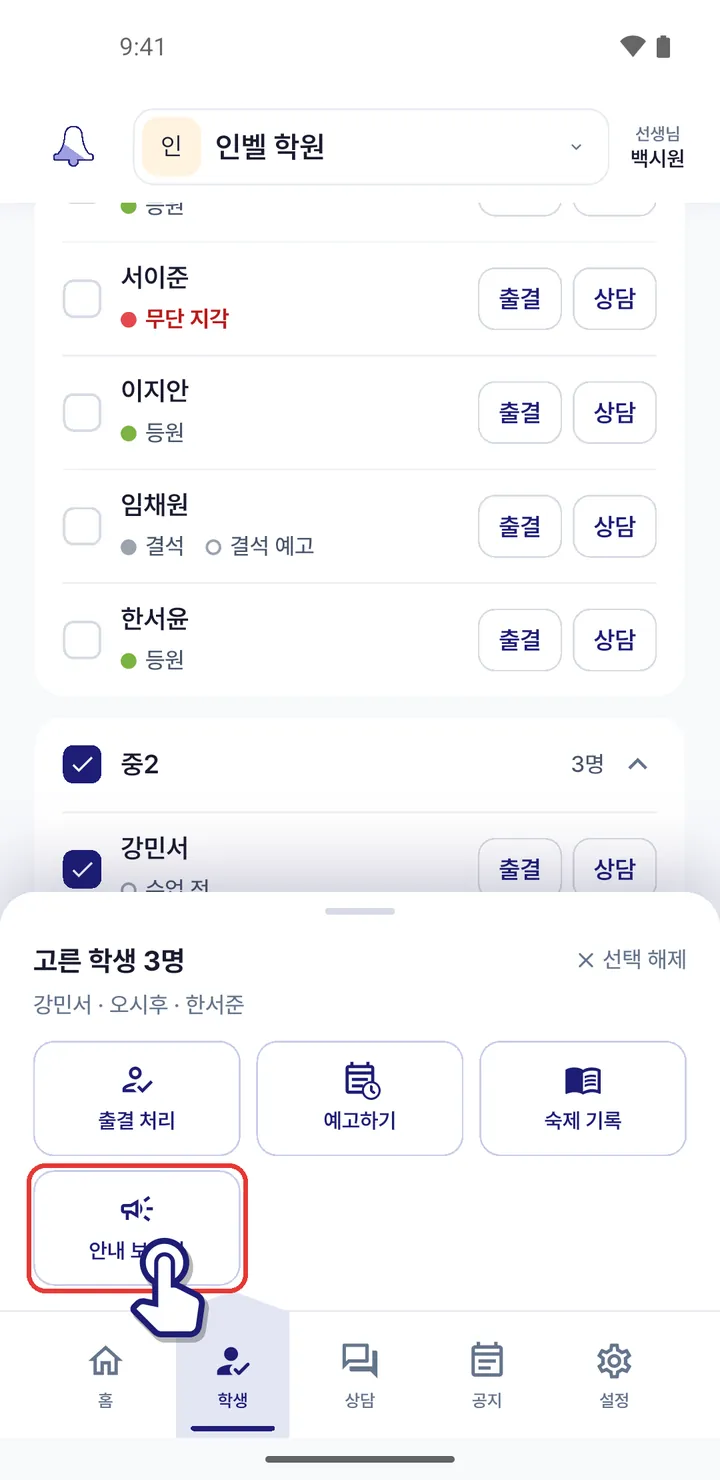 9:41
인
인벨 학원
선생님
백시원
등원
서이준
무단 지각
출결
상담
이지안
등원
출결
상담
임채원
결석
결석 예고
출결
상담
한서윤
등원
출결
상담
중2
3명
강민서
수업 전
출결
상담
고른 학생 3명
선택 해제
강민서 · 오시후 · 한서준
출결 처리
예고하기
숙제 기록
안내
홈
학생
상담
공지
설정